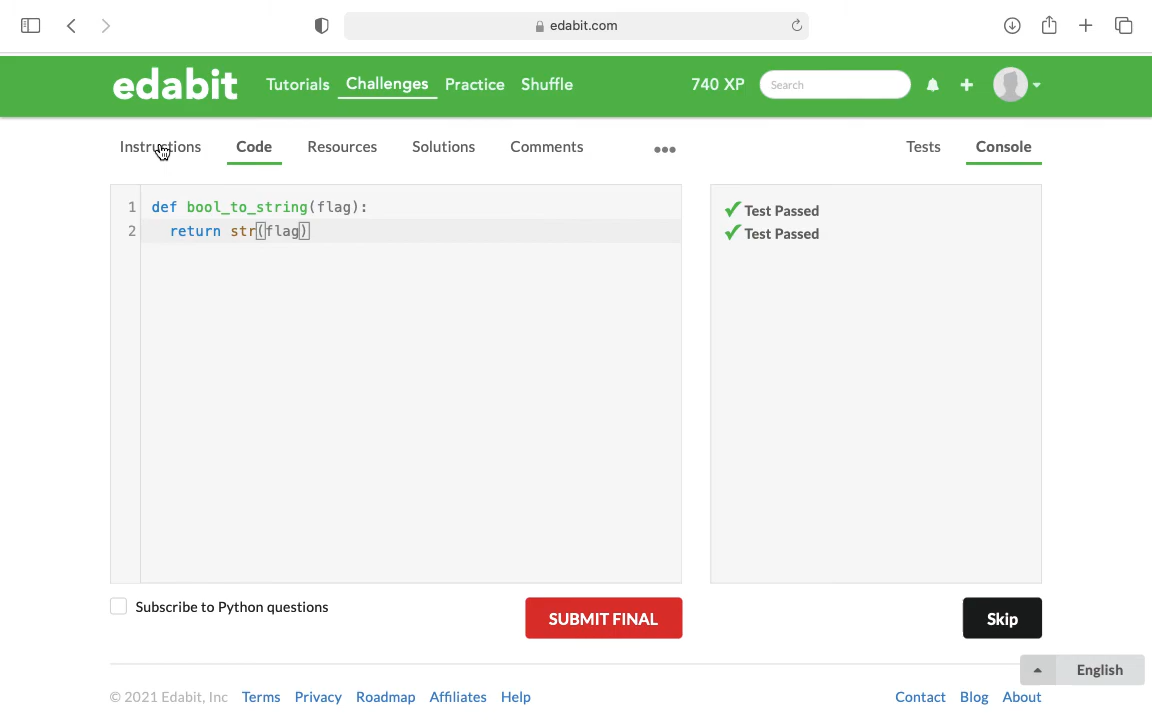 edabit.com
edabit Tutorials Challenges Practice Shuffle 740 XP Search
Instructions Code Resources Solutions Comments ••• Tests Console
1 def bool_to_string(flag):
2 return str(flag)
✔ Test Passed
✔ Test Passed
Subscribe to Python questions SUBMIT FINAL Skip
English
© 2021 Edabit, Inc Terms Privacy Roadmap Affiliates Help Contact Blog About